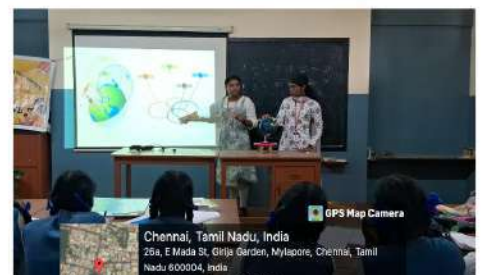 GPS Map Camera
Chennai, Tamil Nadu, India
26a, E Mada St, Girija Garden, Mylapore, Chennai, Tamil
Nadu 600004, India